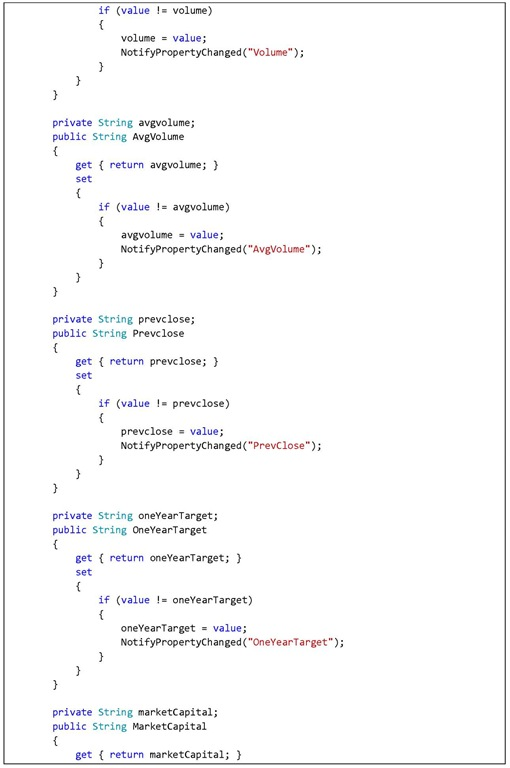 if (value != volume)
{
volume = value;
NotifyPropertyChanged("Volume");
}
}
}
private String avgvolume;
public String AvgVolume
{
get { return avgvolume; }
set
{
if (value != avgvolume)
{
avgvolume = value;
NotifyPropertyChanged("AvgVolume");
}
}
}
private String prevclose;
public String Prevclose
{
get { return prevclose; }
set
{
if (value != prevclose)
{
prevclose = value;
NotifyPropertyChanged("PrevClose");
}
}
}
private String oneYearTarget;
public String OneYearTarget
{
get { return oneYearTarget; }
set
{
if (value != oneYearTarget)
{
oneYearTarget = value;
NotifyPropertyChanged("OneYearTarget");
}
}
}
private String marketCapital;
public String MarketCapital
{
get { return marketCapital; }